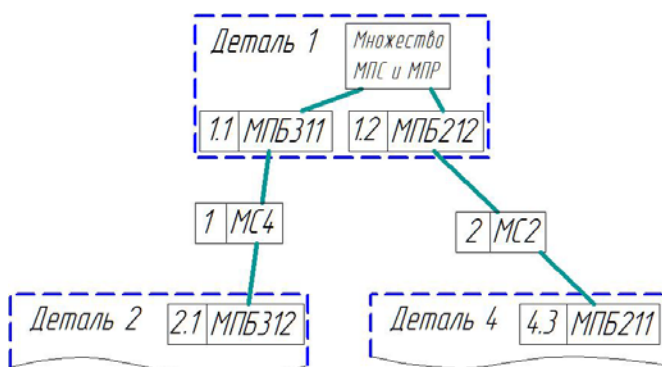 Деталь 1
Множество
МПС и МПР
1.1 МПБ311
1.2 МПБ212
1 МС4
2 МС2
Деталь 2
2.1 МПБ312
Деталь 4
4.3 МПБ211